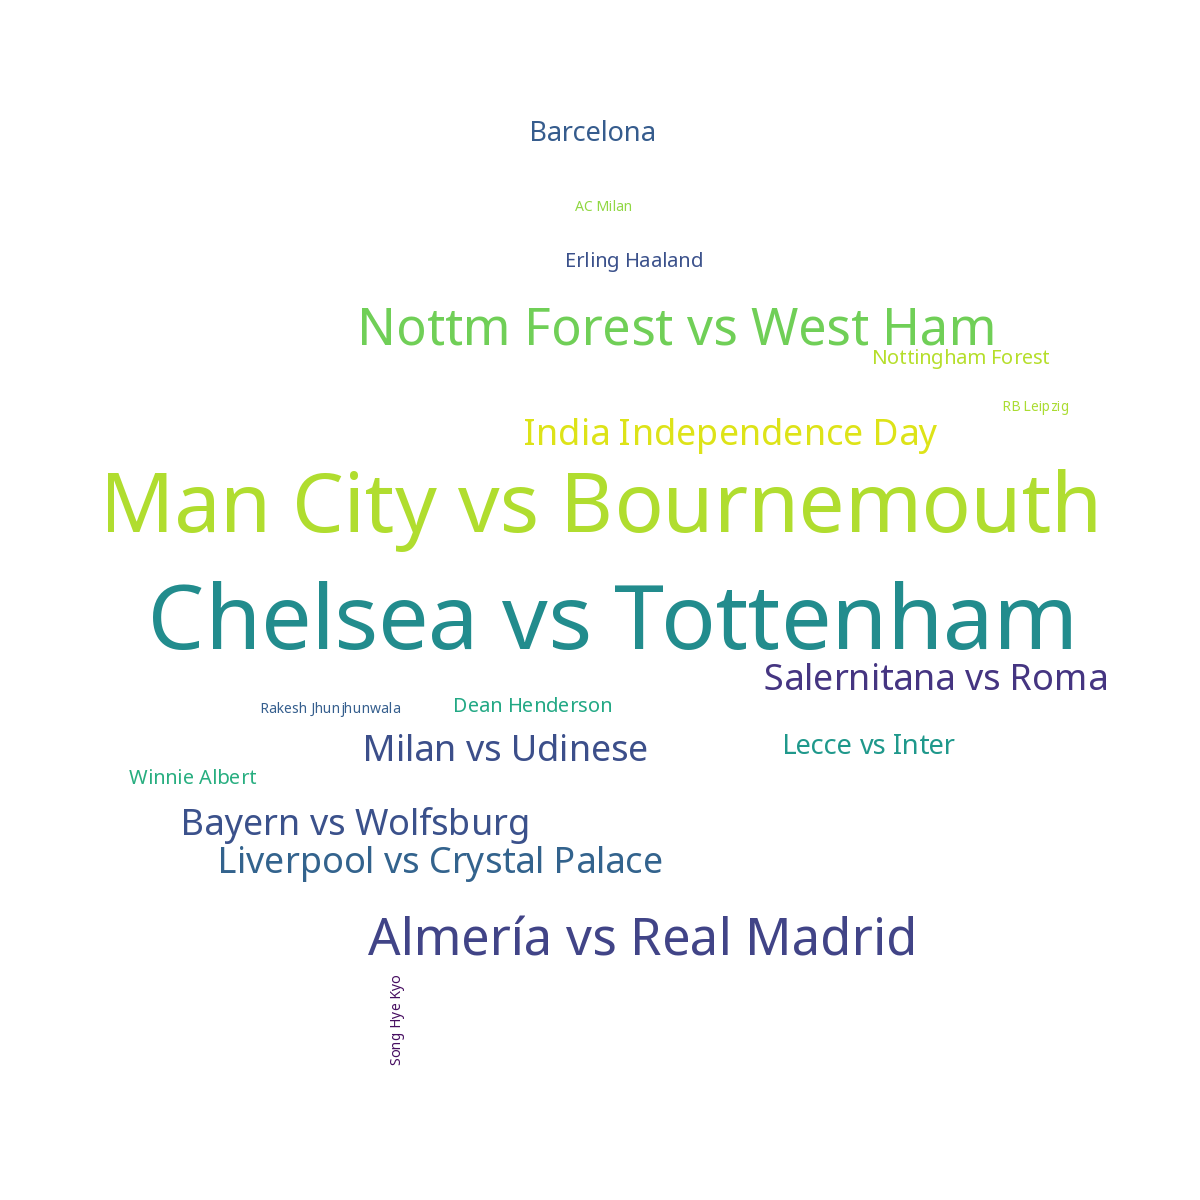 Barcelona
AC Milan
Erling Haaland
Nottm Forest vs West Ham
Nottingham Forest
RB Leipzig
India Independence Day
Man City vs Bournemouth
Chelsea vs Tottenham
Salernitana vs Roma
Rakesh Jhunjhunwala
Dean Henderson
Milan vs Udinese
Lecce vs Inter
Winnie Albert
Bayern vs Wolfsburg
Liverpool vs Crystal Palace
Almería vs Real Madrid
Song Hye Kyo